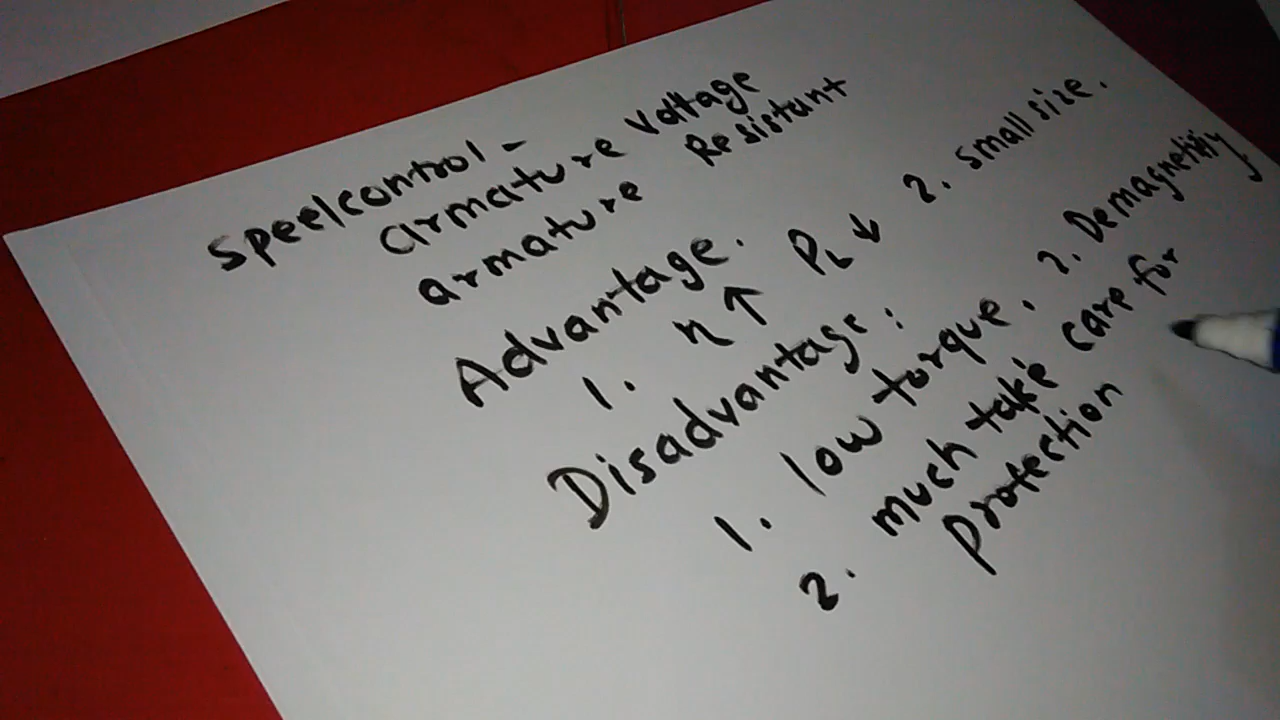 Speelcontrol -
armature voltage
armature Resistant
Advantage.
1. n ↑ PL ↓ 2. small size.
Disadvantage:
1. low torque. 2. Demagnetisiy
2. much take care for
Protection